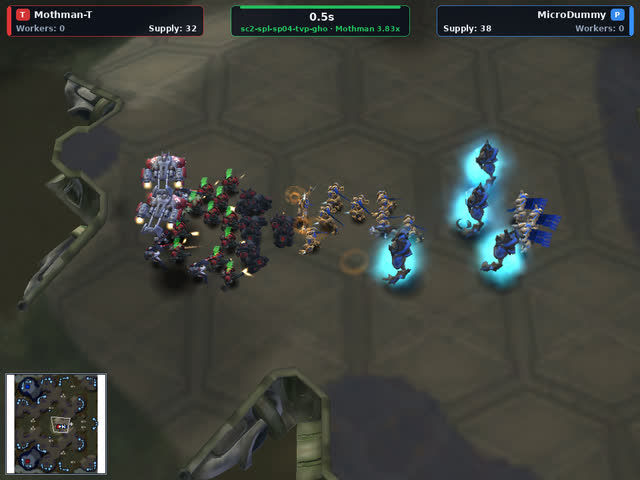 T Mothman-T
Workers: 0 Supply: 32
0.5s
sc2-spl-sp04-tvp-gho · Mothman 3.83x
MicroDummy P
Supply: 38 Workers: 0